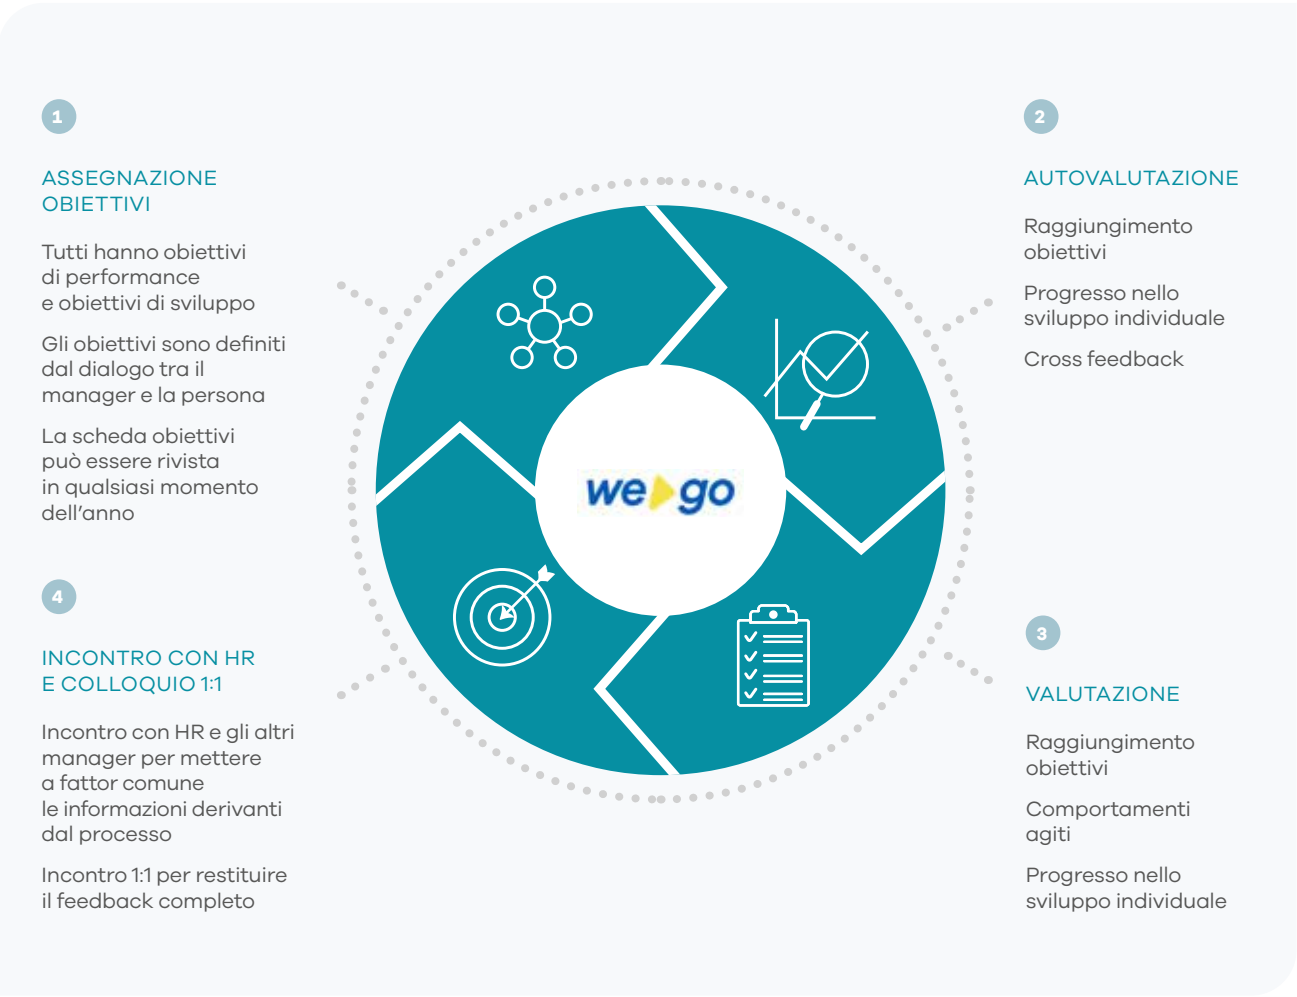 1
ASSEGNAZIONE
OBIETTIVI
Tutti hanno obiettivi
di performance
e obiettivi di sviluppo
Gli obiettivi sono definiti
dal dialogo tra il
manager e la persona
La scheda obiettivi
può essere rivista
in qualsiasi momento
dell’anno
2
AUTOVALUTAZIONE
Raggiungimento
obiettivi
Progresso nello
sviluppo individuale
Cross feedback
we go
3
VALUTAZIONE
Raggiungimento
obiettivi
Comportamenti
agiti
Progresso nello
sviluppo individuale
4
INCONTRO CON HR
E COLLOQUIO 1:1
Incontro con HR e gli altri
manager per mettere
a fattor comune
le informazioni derivanti
dal processo
Incontro 1:1 per restituire
il feedback completo